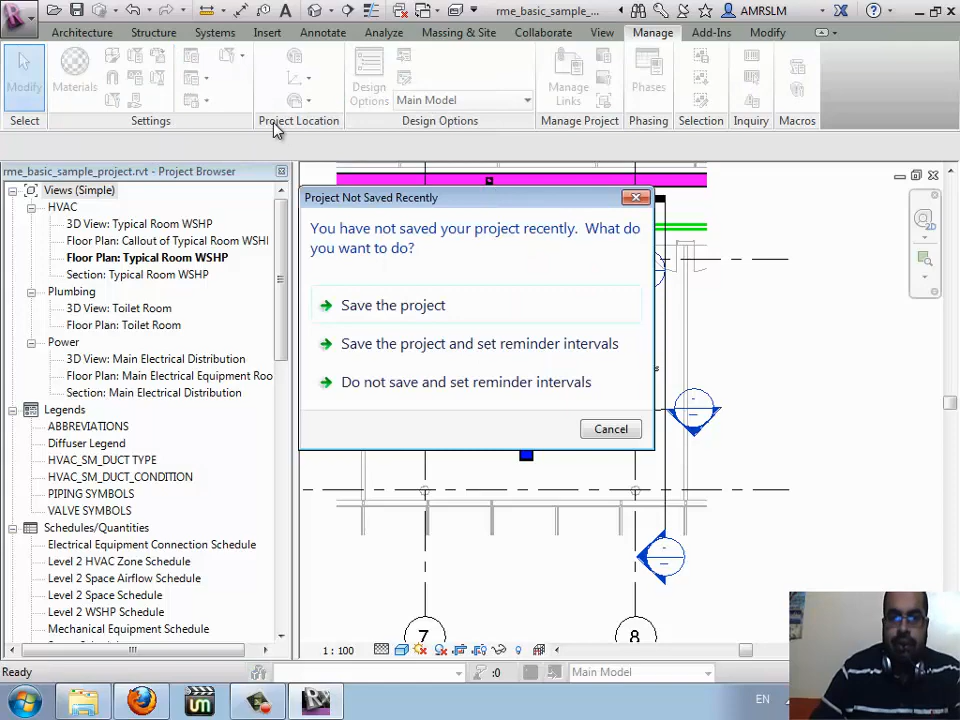 rme_basic_sample_...
AMRSLM
Architecture Structure Systems Insert Annotate Analyze Massing & Site Collaborate View Manage Add-Ins Modify
Modify
Materials
Design Options
Main Model
Manage Links
Phases
Select Settings Project Location Design Options Manage Project Phasing Selection Inquiry Macros
rme_basic_sample_project.rvt - Project Browser
Views (Simple)
HVAC
3D View: Typical Room WSHP
Floor Plan: Callout of Typical Room WSHI
Floor Plan: Typical Room WSHP
Section: Typical Room WSHP
Plumbing
3D View: Toilet Room
Floor Plan: Toilet Room
Power
3D View: Main Electrical Distribution
Floor Plan: Main Electrical Equipment Roo
Section: Main Electrical Distribution
Legends
ABBREVIATIONS
Diffuser Legend
HVAC_SM_DUCT TYPE
HVAC_SM_DUCT_CONDITION
PIPING SYMBOLS
VALVE SYMBOLS
Schedules/Quantities
Electrical Equipment Connection Schedule
Level 2 HVAC Zone Schedule
Level 2 Space Airflow Schedule
Level 2 Space Schedule
Level 2 WSHP Schedule
Mechanical Equipment Schedule
Project Not Saved Recently
You have not saved your project recently. What do
you want to do?
Save the project
Save the project and set reminder intervals
Do not save and set reminder intervals
Cancel
2D
7
8
1 : 100
Ready
:0
Main Model
EN